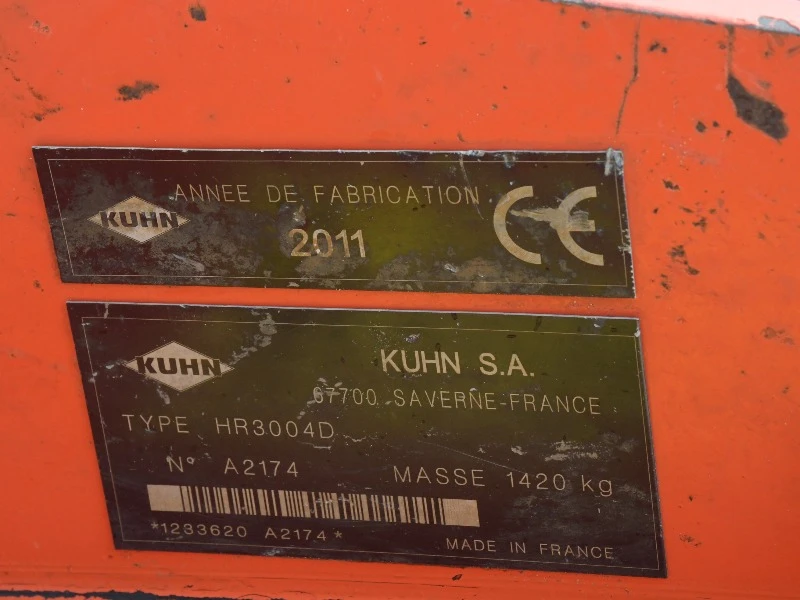 ANNEE DE FABRICATION
KUHN
2011
CE
KUHN
KUHN S.A.
67700 SAVERNE-FRANCE
TYPE HR3004D
N° A2174 MASSE 1420 kg
*1283620 A2174*
MADE IN FRANCE